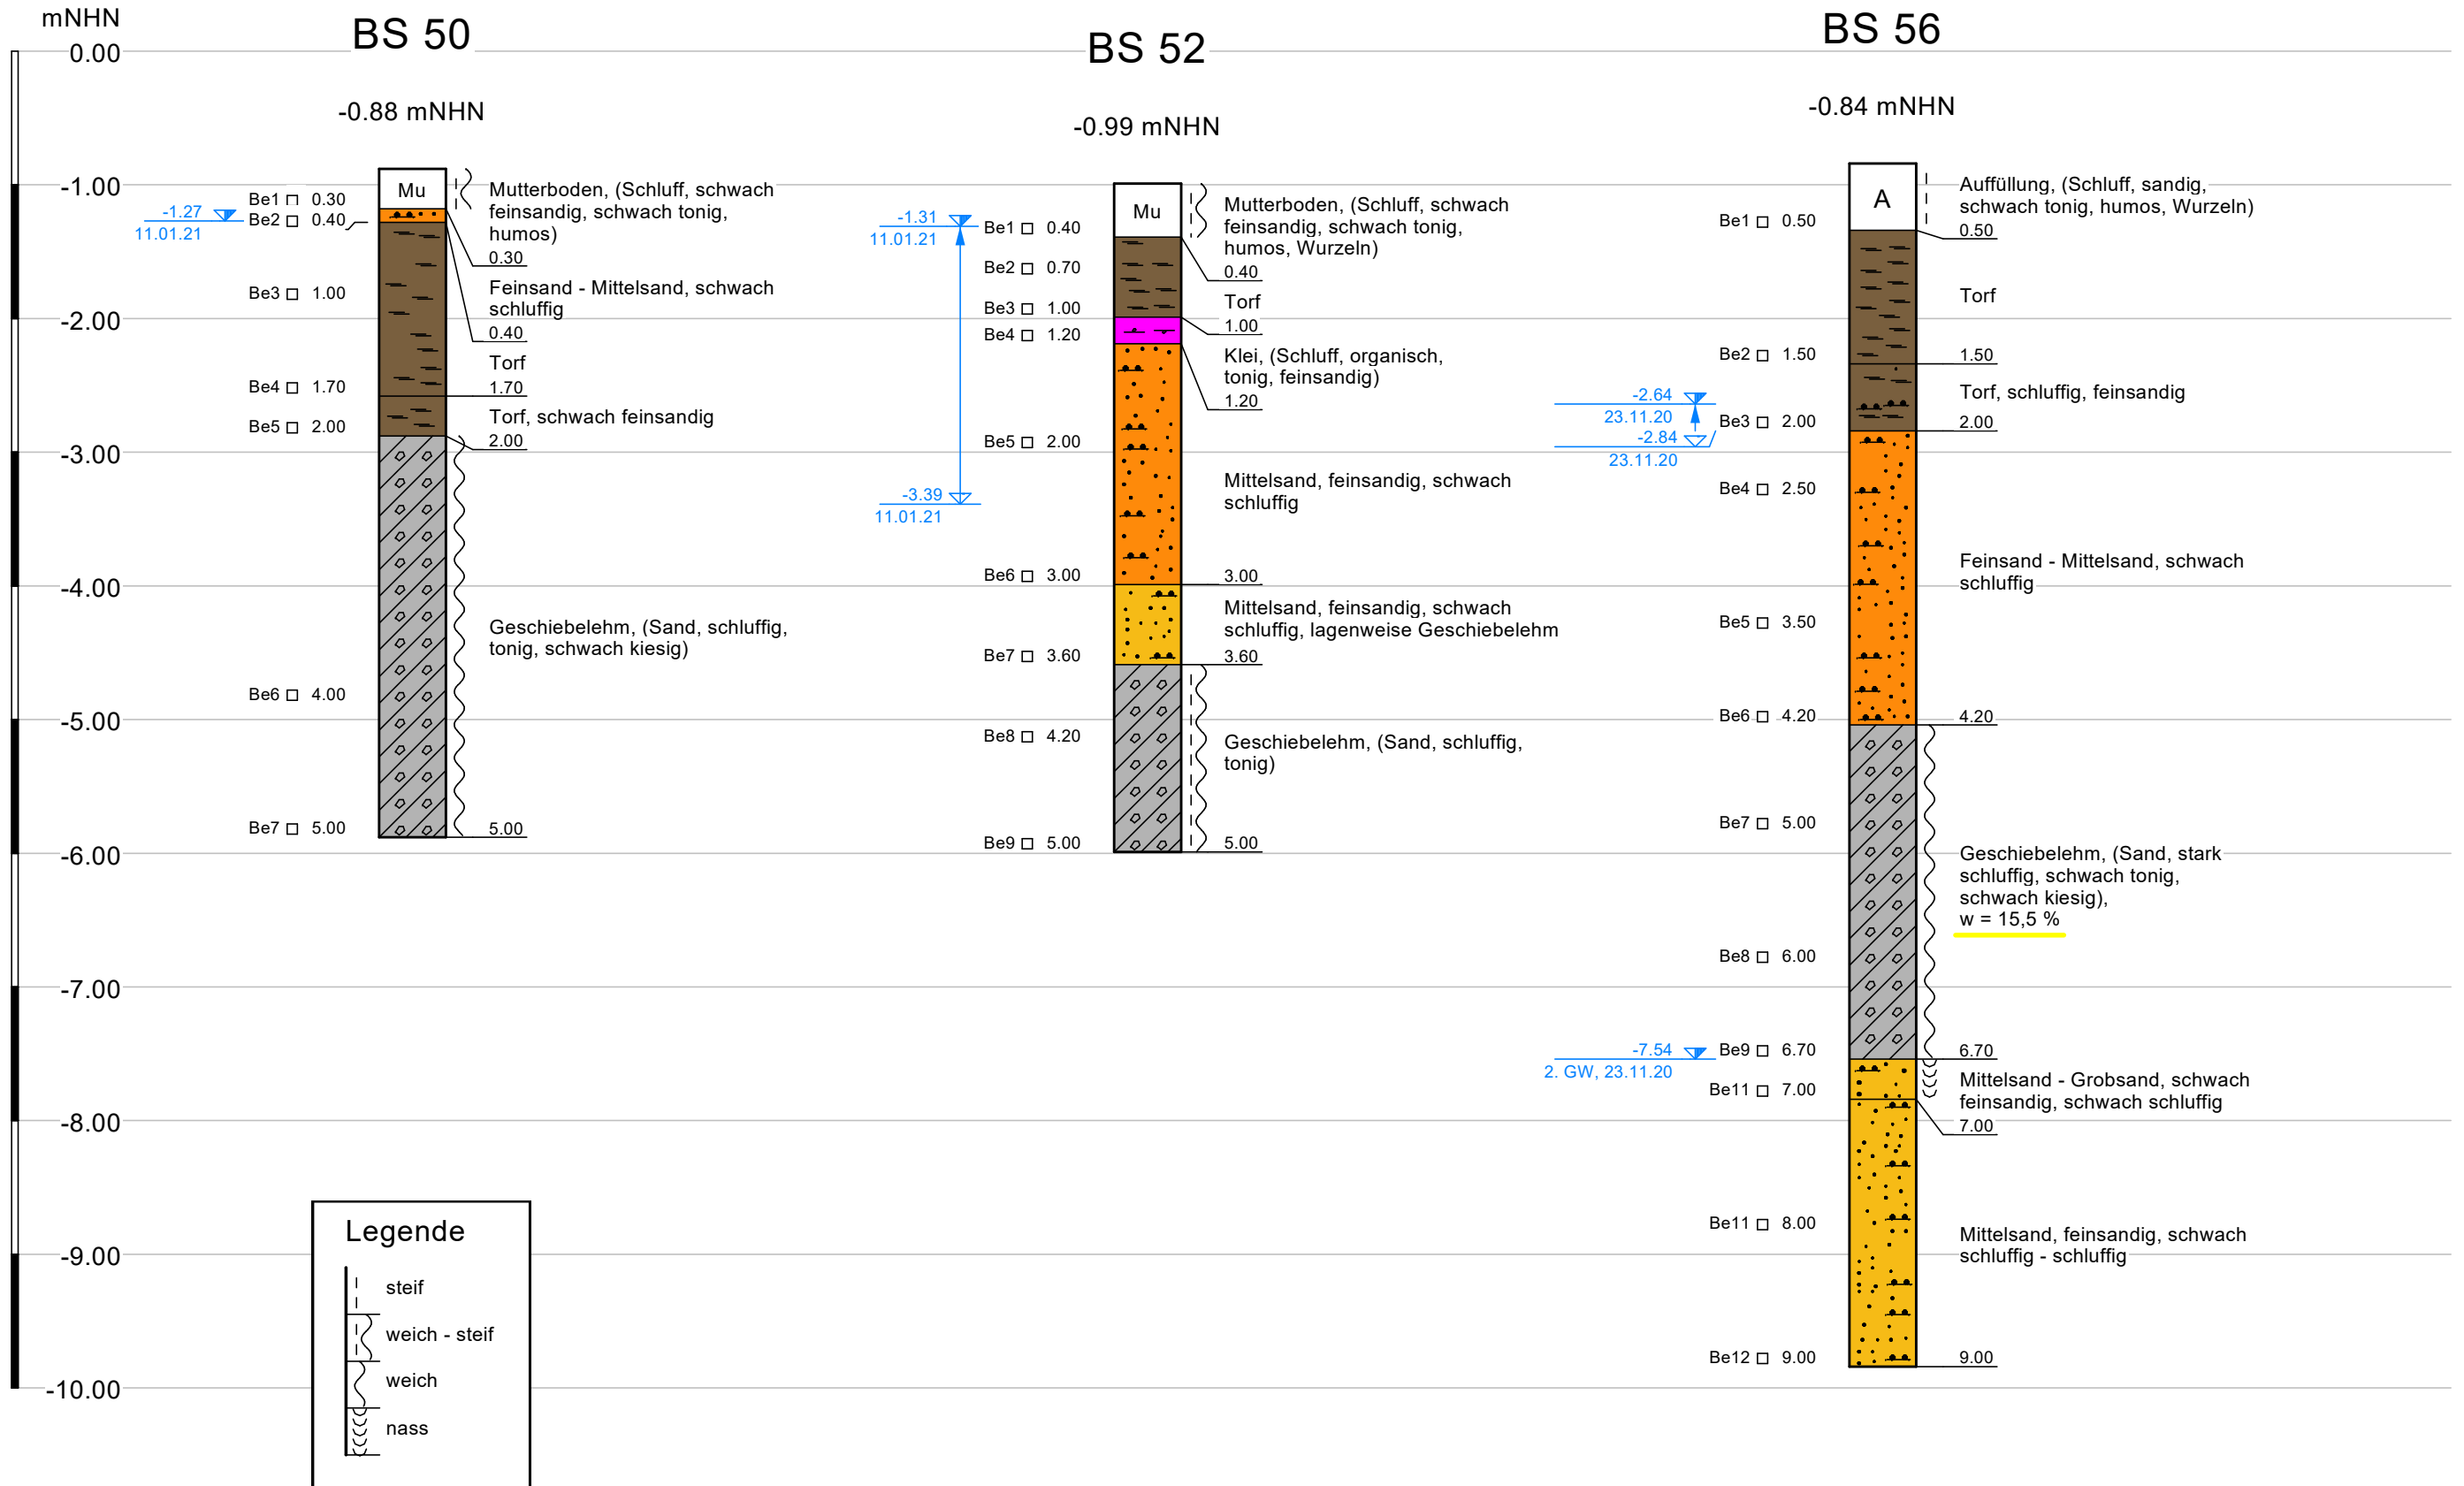 mNHN
0.00
-1.00
-2.00
-3.00
-4.00
-5.00
-6.00
-7.00
-8.00
-9.00
-10.00
BS 50
-0.88 mNHN
Mu
-1.27
11.01.21
Be1 0.30
Be2 0.40
Be3 1.00
Be4 1.70
Be5 2.00
Be6 4.00
Be7 5.00
Mutterboden, (Schluff, schwach
feinsandig, schwach tonig,
humos)
0.30
Feinsand - Mittelsand, schwach
schluffig
0.40
Torf
1.70
Torf, schwach feinsandig
2.00
Geschiebelehm, (Sand, schluffig,
tonig, schwach kiesig)
5.00
BS 52
-0.99 mNHN
Mu
-1.31
11.01.21
-3.39
11.01.21
Be1 0.40
Be2 0.70
Be3 1.00
Be4 1.20
Be5 2.00
Be6 3.00
Be7 3.60
Be8 4.20
Be9 5.00
Mutterboden, (Schluff, schwach
feinsandig, schwach tonig,
humos, Wurzeln)
0.40
Torf
1.00
Klei, (Schluff, organisch,
tonig, feinsandig)
1.20
Mittelsand, feinsandig, schwach
schluffig
3.00
Mittelsand, feinsandig, schwach
schluffig, lagenweise Geschiebelehm
3.60
Geschiebelehm, (Sand, schluffig,
tonig)
5.00
BS 56
-0.84 mNHN
A
-2.64
23.11.20
-2.84
23.11.20
-7.54
2. GW, 23.11.20
Be1 0.50
Be2 1.50
Be3 2.00
Be4 2.50
Be5 3.50
Be6 4.20
Be7 5.00
Be8 6.00
Be9 6.70
Be11 7.00
Be11 8.00
Be12 9.00
Auffüllung, (Schluff, sandig,
schwach tonig, humos, Wurzeln)
0.50
Torf
1.50
Torf, schluffig, feinsandig
2.00
Feinsand - Mittelsand, schwach
schluffig
4.20
Geschiebelehm, (Sand, stark
schluffig, schwach tonig,
schwach kiesig),
w = 15,5 %
6.70
Mittelsand - Grobsand, schwach
feinsandig, schwach schluffig
7.00
Mittelsand, feinsandig, schwach
schluffig - schluffig
9.00
Legende
steif
weich - steif
weich
nass